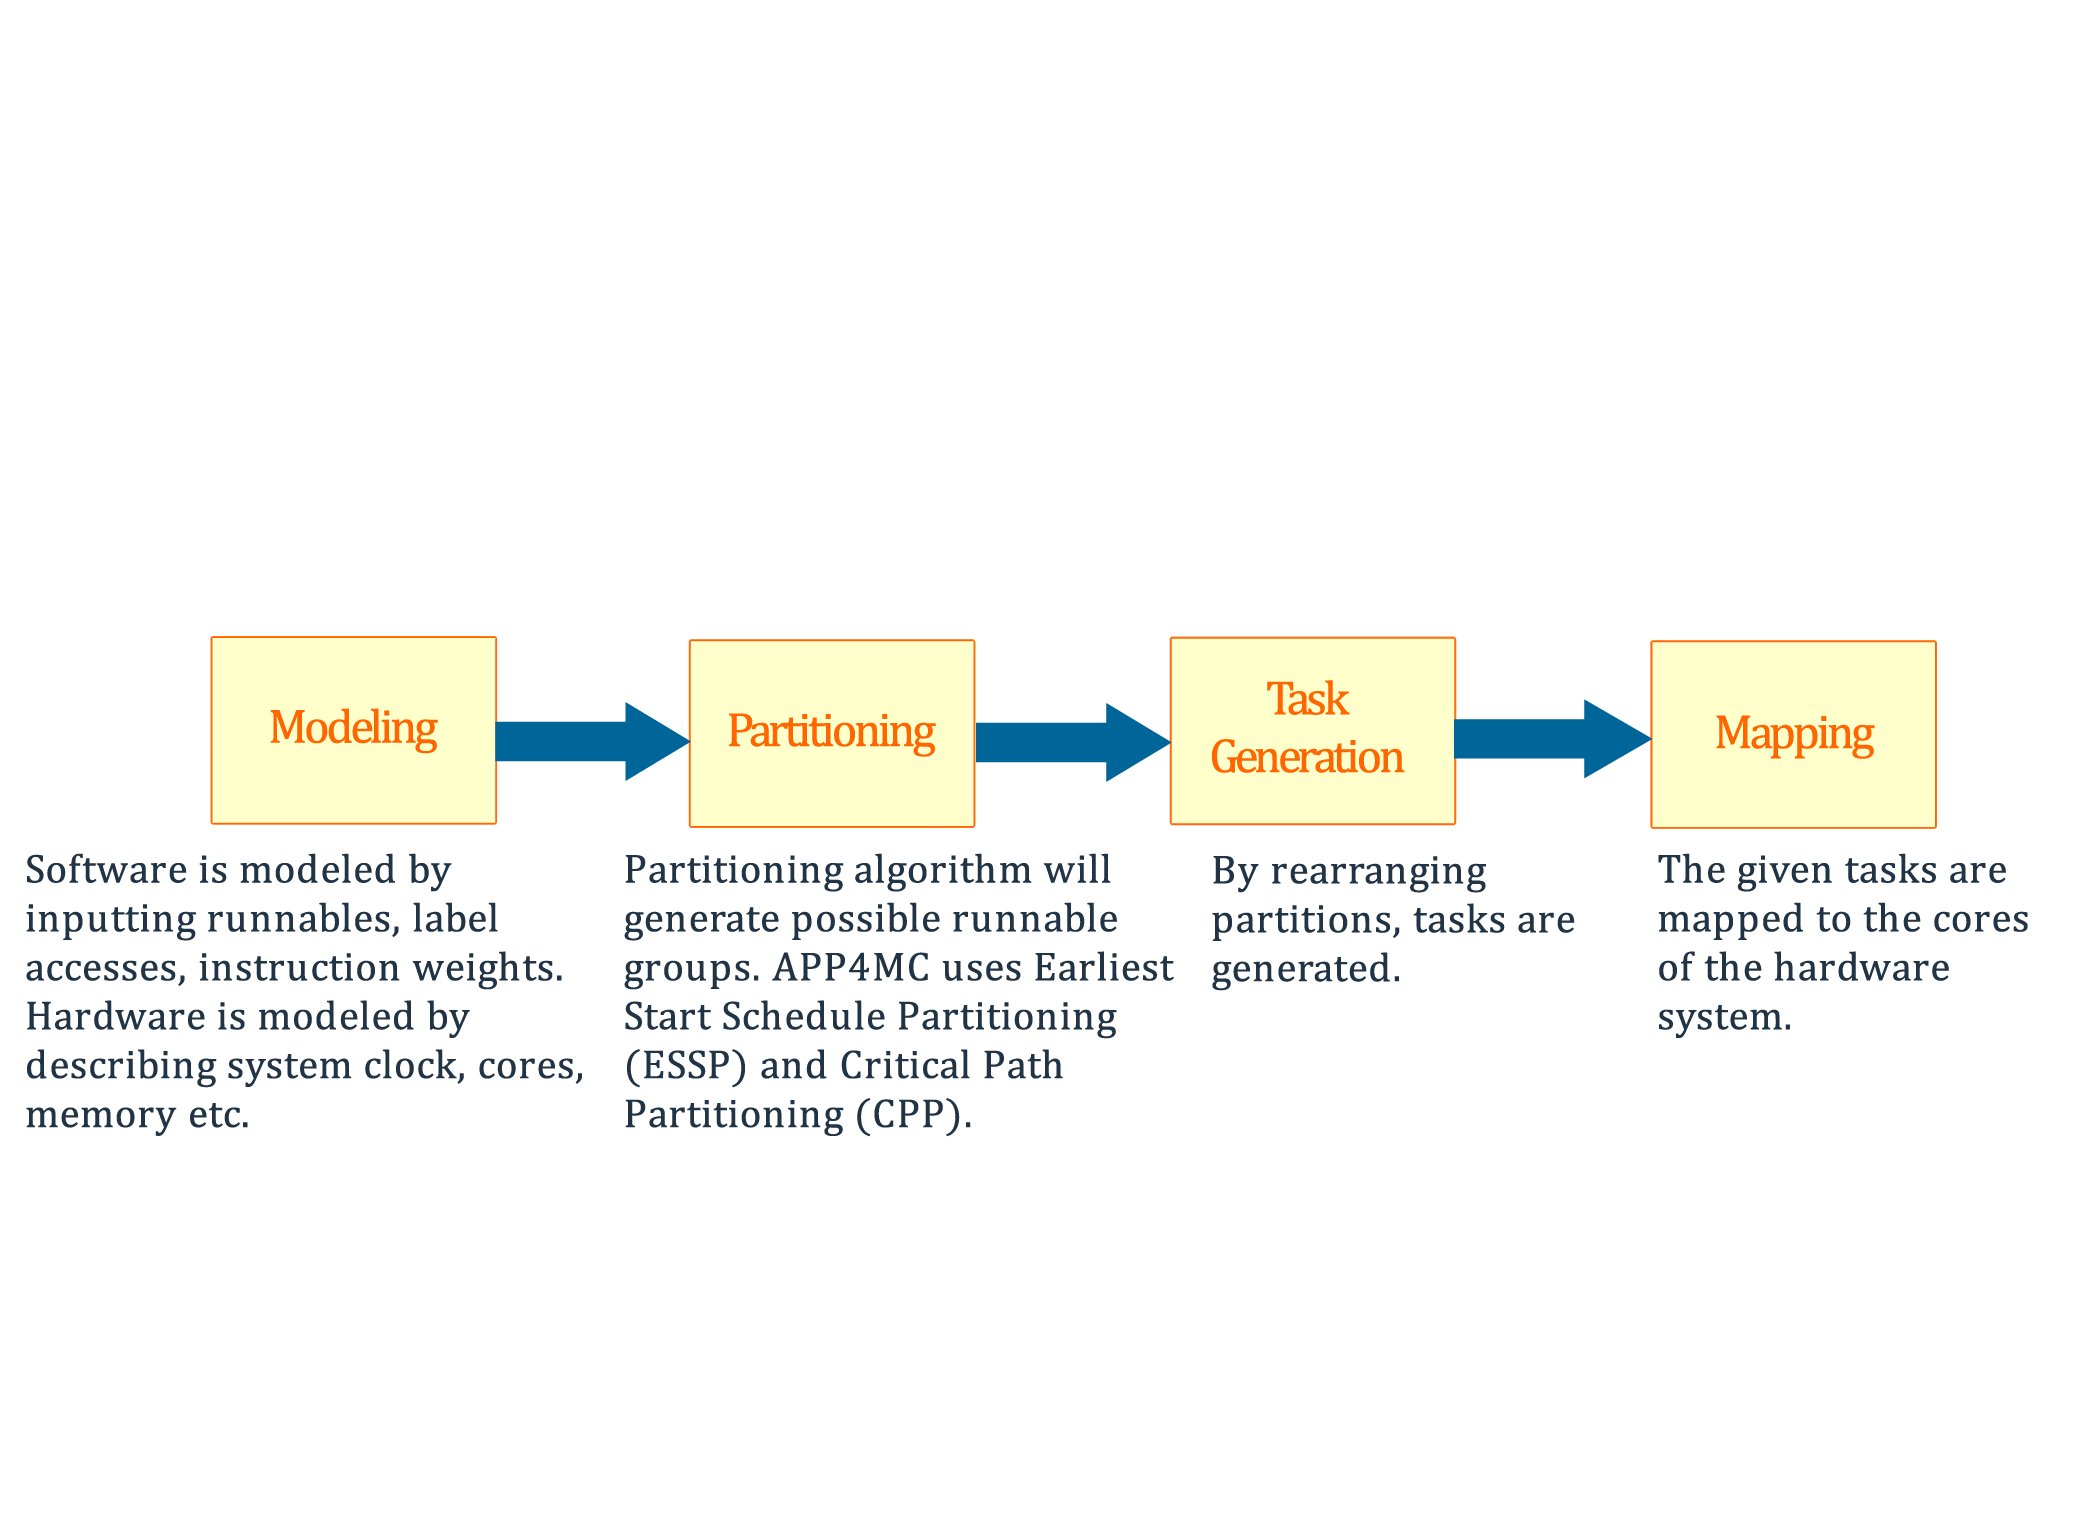 Modeling
Partitioning
Task
Generation
Mapping
Software is modeled by
inputting runnables, label
accesses, instruction weights.
Hardware is modeled by
describing system clock, cores,
memory etc.
Partitioning algorithm will
generate possible runnable
groups. APP4MC uses Earliest
Start Schedule Partitioning
(ESSP) and Critical Path
Partitioning (CPP).
By rearranging
partitions, tasks are
generated.
The given tasks are
mapped to the cores
of the hardware
system.